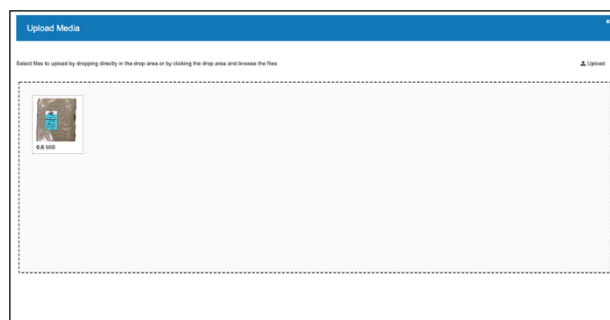 Upload Media
Select files to upload by dropping directly in the drop area or by clicking the drop area and browse the files
Upload
0.6 MiB